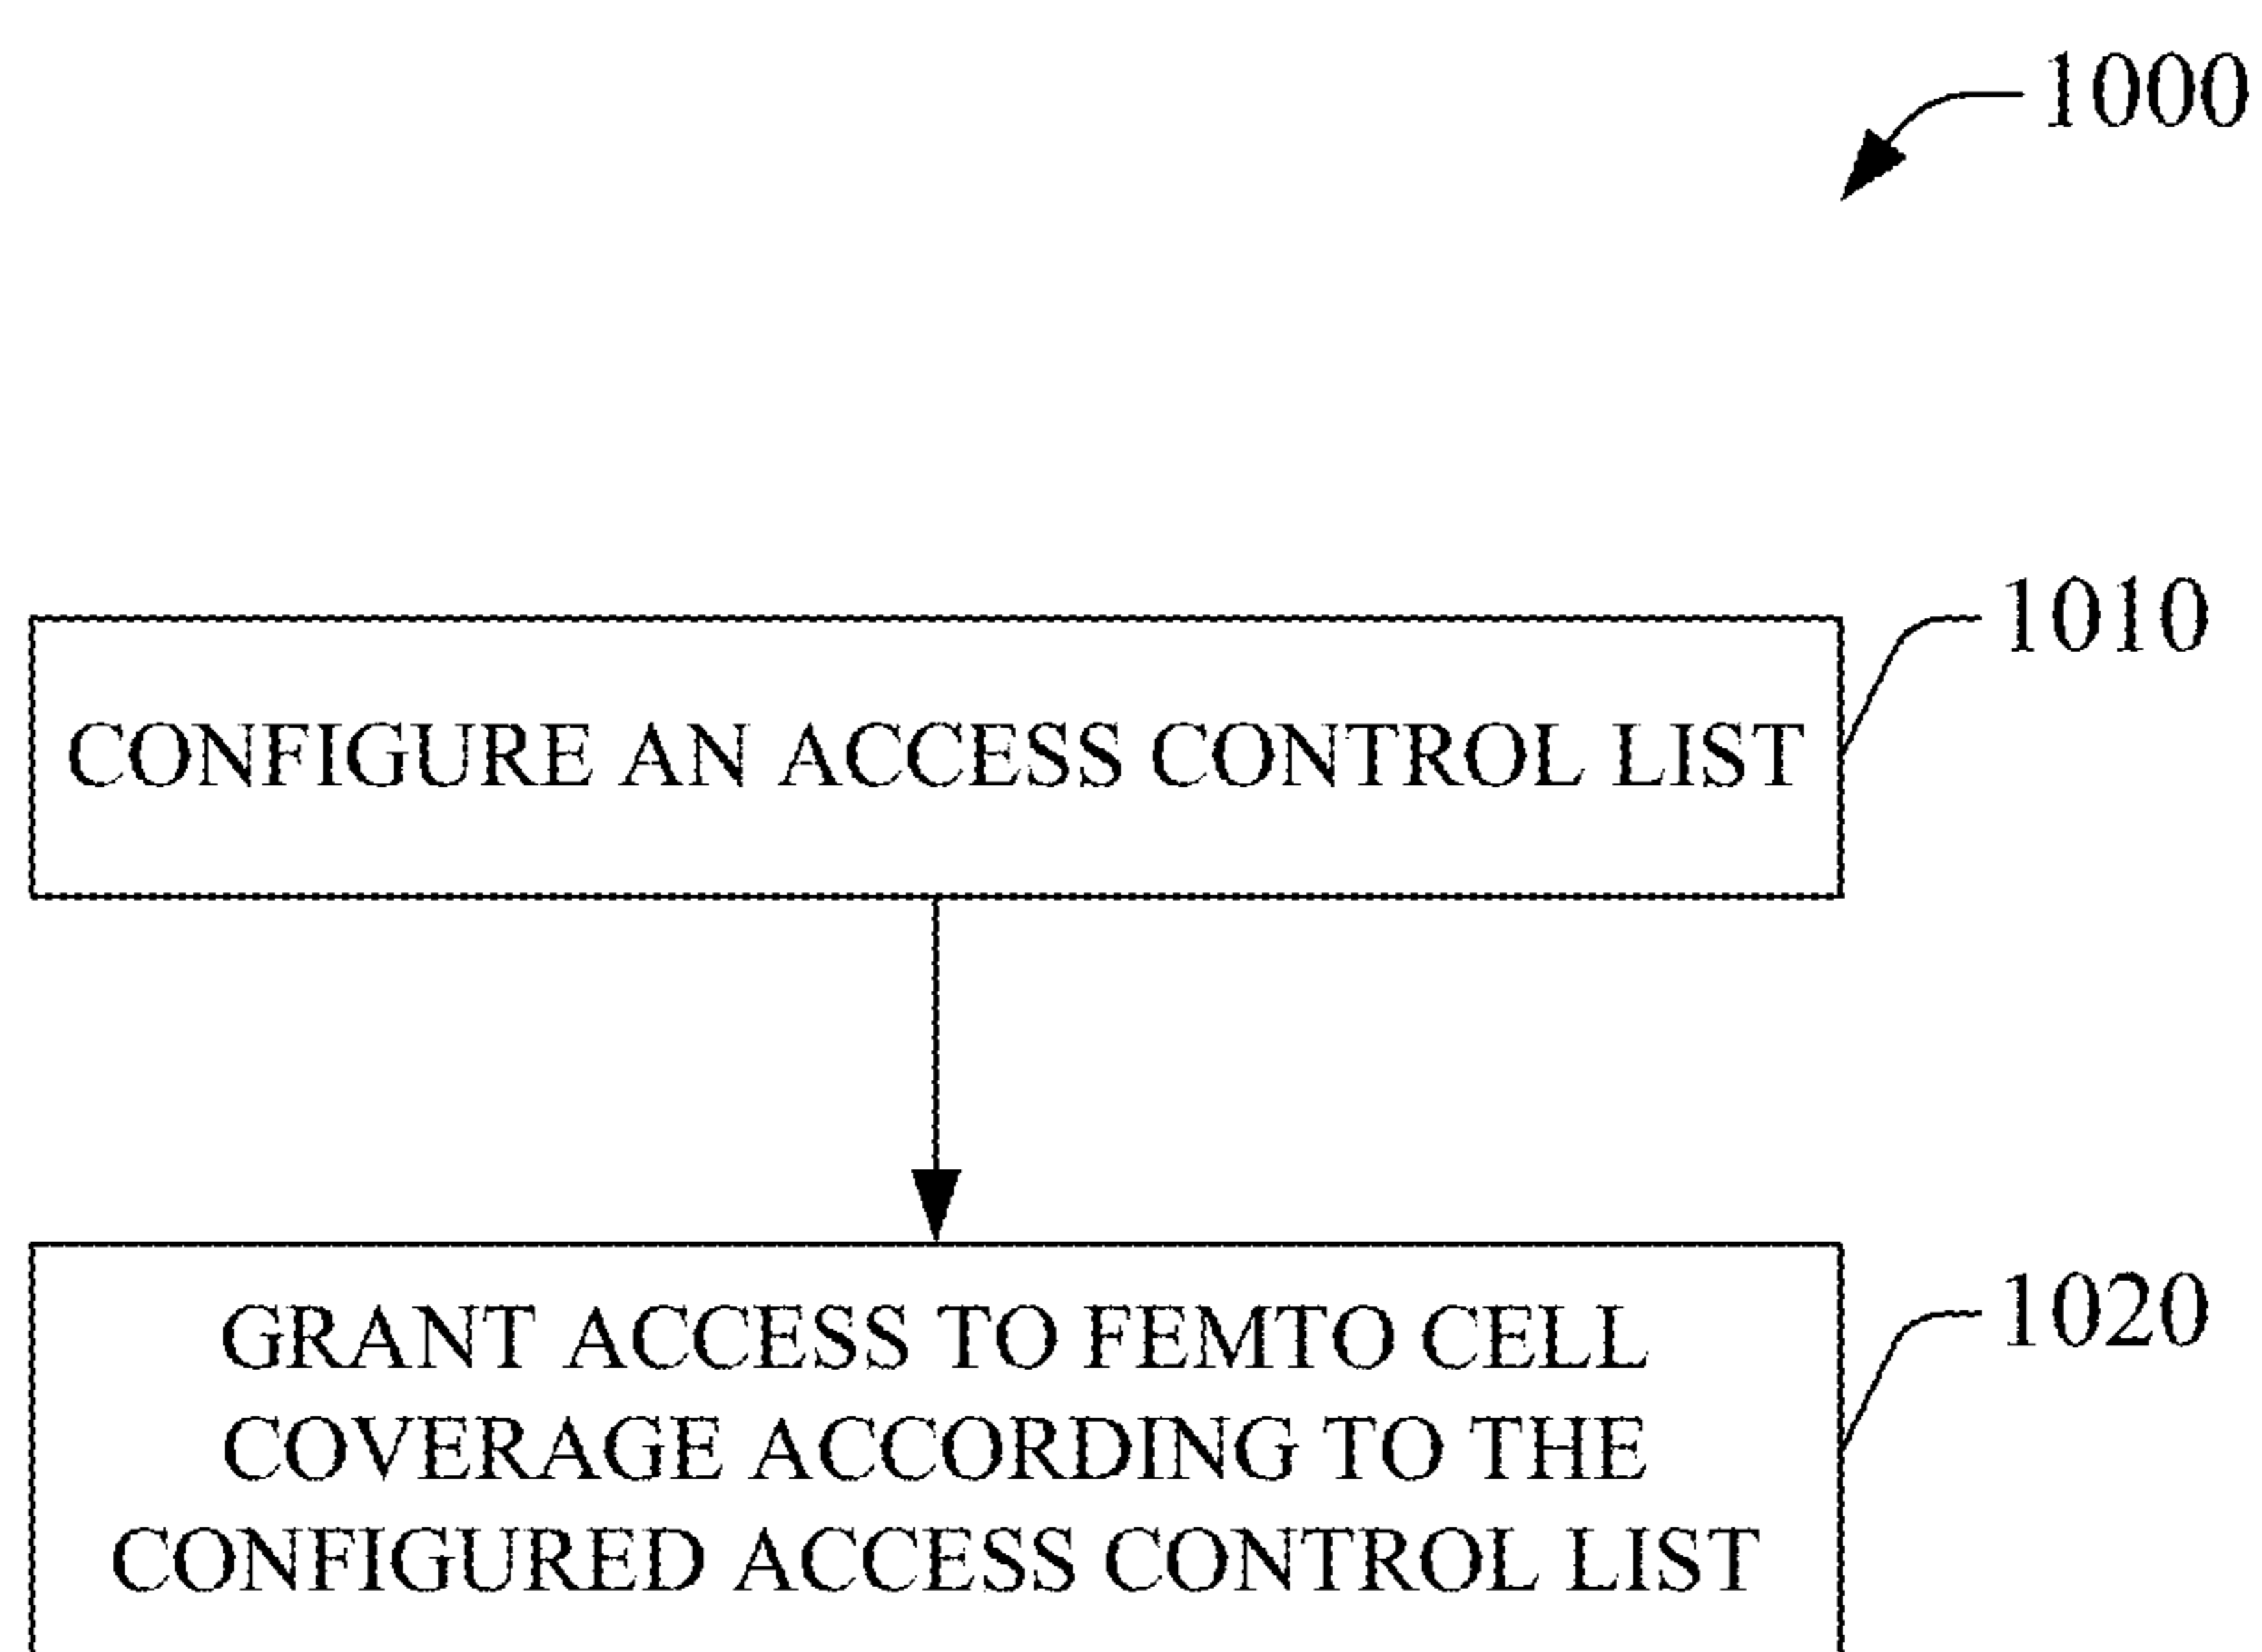 1000
1010
CONFIGURE AN ACCESS CONTROL LIST
1020
GRANT ACCESS TO FEMTO CELL
COVERAGE ACCORDING TO THE
CONFIGURED ACCESS CONTROL LIST